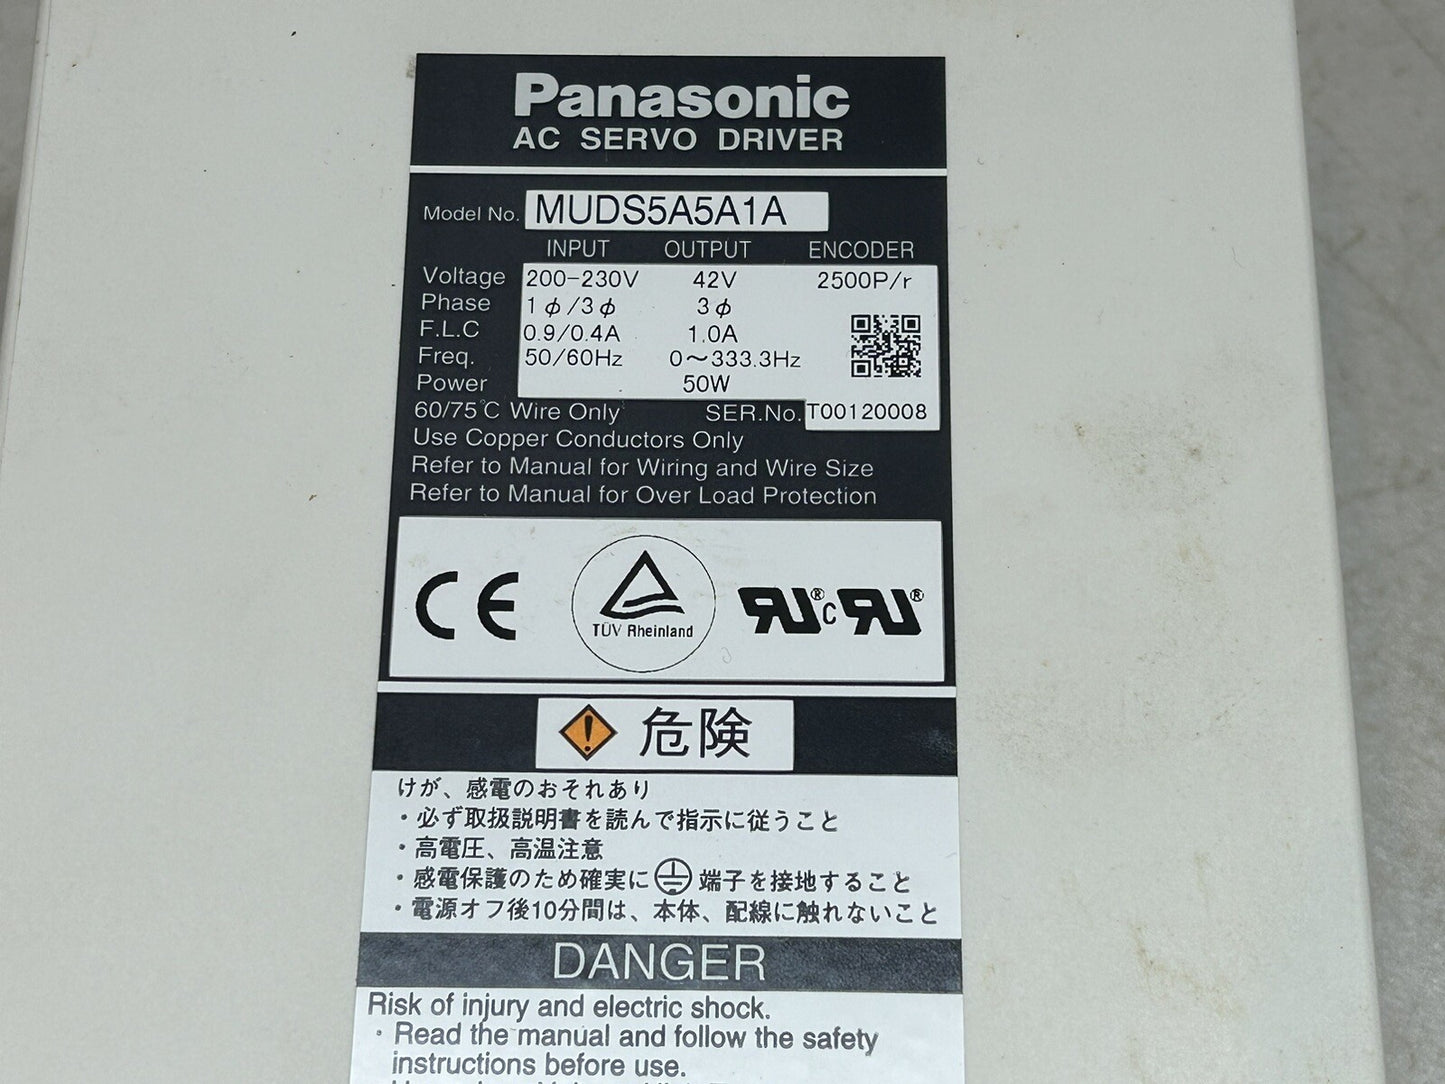 Panasonic
AC SERVO DRIVER
Model No. MUDS5A5A1A
INPUT OUTPUT ENCODER
Voltage 200-230V 42V 2500P/r
Phase 1φ/3φ 3φ
F.L.C 0.9/0.4A 1.0A
Freq. 50/60Hz 0~333.3Hz
Power 50W
60/75℃ Wire Only SER.No. T00120008
Use Copper Conductors Only
Refer to Manual for Wiring and Wire Size
Refer to Manual for Over Load Protection
CE TÜV Rheinland RU® c RU®
危険
けが、感電のおそれあり
・必ず取扱説明書を読んで指示に従うこと
・高電圧、高温注意
・感電保護のため確実に⏚端子を接地すること
・電源オフ後10分間は、本体、配線に触れないこと
DANGER
Risk of injury and electric shock.
・Read the manual and follow the safety
instructions before use.